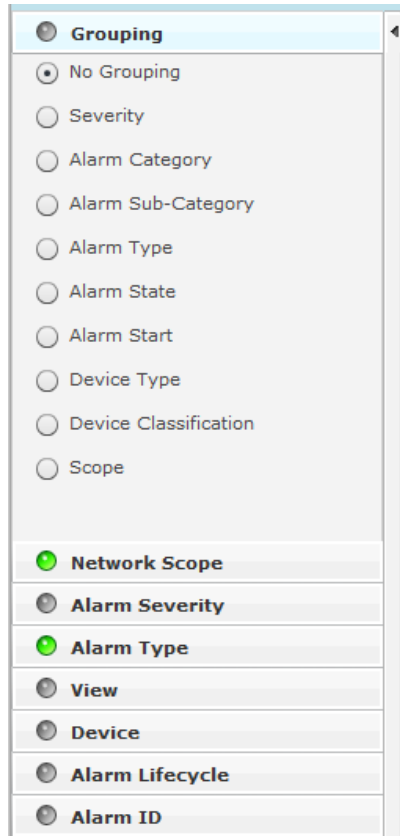 Grouping
No Grouping
Severity
Alarm Category
Alarm Sub-Category
Alarm Type
Alarm State
Alarm Start
Device Type
Device Classification
Scope
Network Scope
Alarm Severity
Alarm Type
View
Device
Alarm Lifecycle
Alarm ID